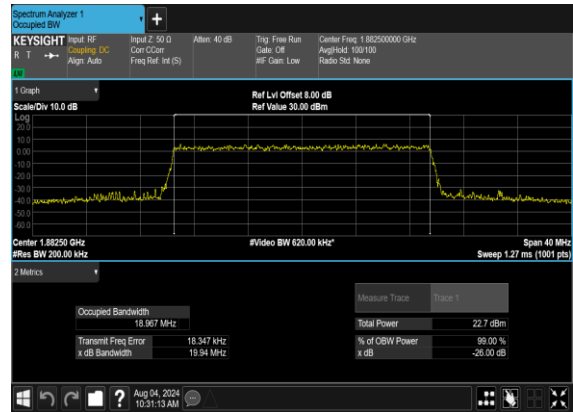 Spectrum Analyzer 1
Occupied BW
+
KEYSIGHT Input: RF Input Z: 50 Ω Atten: 40 dB Trig: Free Run Center Freq: 1.882500000 GHz
R T Coupling: DC Corr CCorr Gate: Off Avg|Hold: 100/100
Align: Auto Freq Ref: Int (S) #IF Gain: Low Radio Std: None
1 Graph
Scale/Div 10.0 dB Ref Lvl Offset 8.00 dB
Ref Value 30.00 dBm
Log
20.0
10.0
0.00
-10.0
-20.0
-30.0
-40.0
-50.0
-60.0
Center 1.88250 GHz #Video BW 620.00 kHz* Span 40 MHz
#Res BW 200.00 kHz Sweep 1.27 ms (1001 pts)
2 Metrics
Measure Trace Trace 1
Occupied Bandwidth
18.967 MHz
Total Power 22.7 dBm
Transmit Freq Error 18.347 kHz % of OBW Power 99.00 %
x dB Bandwidth 19.94 MHz x dB -26.00 dB
? Aug 04, 2024
10:31:13 AM